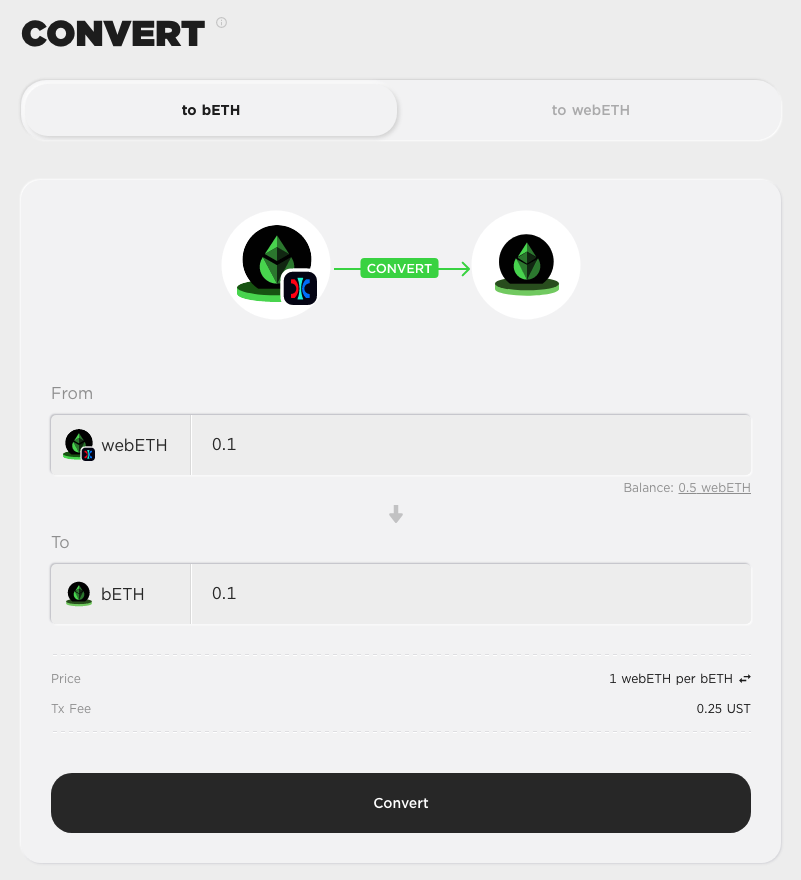 CONVERT
to bETH
to webETH
CONVERT
From
webETH
0.1
Balance: 0.5 webETH
To
bETH
0.1
Price
1 webETH per bETH
Tx Fee
0.25 UST
Convert